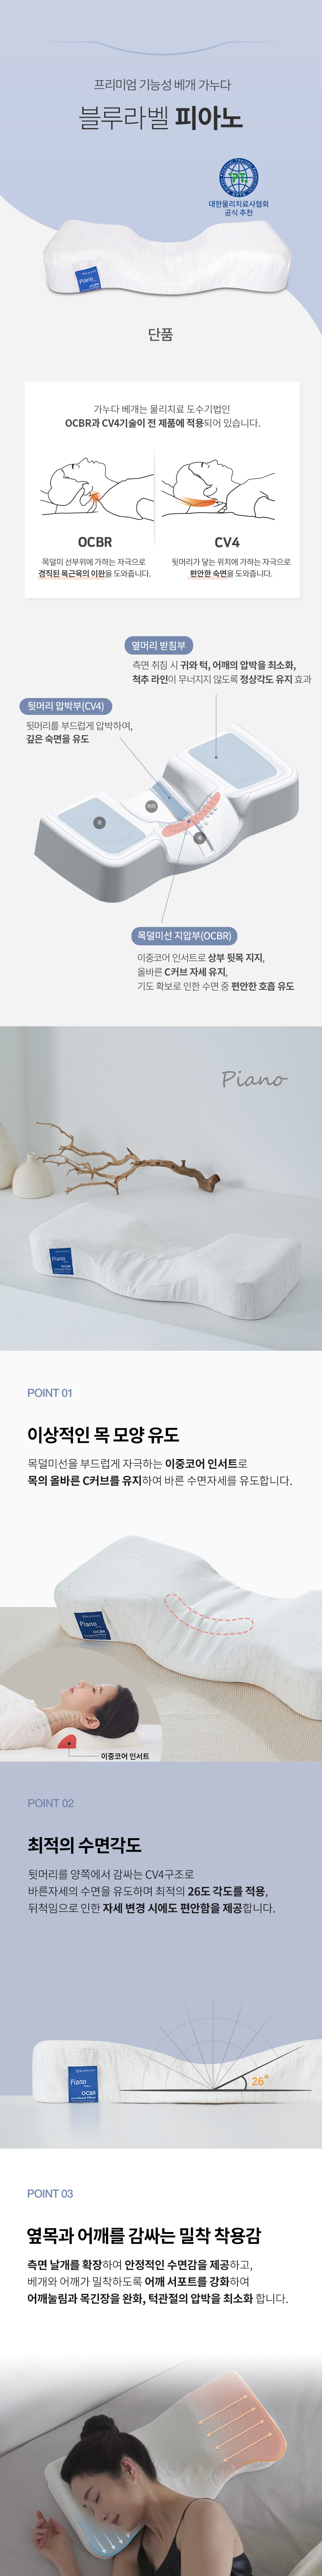 프리미엄 기능성 베개 가누다
블루라벨 피아노
PT.
대한물리치료사협회
공식 추천
Piano
OCBR
단품
가누다 베개는 물리치료 도수기법인
OCBR과 CV4기술이 전 제품에 적용되어 있습니다.
OCBR
CV4
목덜미 선부위에 가하는 자극으로
경직된 목근육의 이완을 도와줍니다.
뒷머리가 닿는 위치에 가하는 자극으로
편안한 숙면을 도와줍니다.
옆머리 받침부
측면 취침 시 귀와 턱, 어깨의 압박을 최소화,
척추 라인이 무너지지 않도록 정상각도 유지 효과
뒷머리 압박부(CV4)
뒷머리를 부드럽게 압박하여,
깊은 숙면을 유도
머리
귀
목
목덜미선 지압부(OCBR)
이중코어 인서트로 상부 뒷목 지지,
올바른 C커브 자세 유지,
기도 확보로 인한 수면 중 편안한 호흡 유도
Piano
Piano
OCBR
POINT 01
이상적인 목 모양 유도
목덜미선을 부드럽게 자극하는 이중코어 인서트로
목의 올바른 C커브를 유지하여 바른 수면자세를 유도합니다.
Piano
OCBR
이중코어 인서트
POINT 02
최적의 수면각도
뒷머리를 양쪽에서 감싸는 CV4구조로
바른자세의 수면을 유도하며 최적의 26도 각도를 적용,
뒤척임으로 인한 자세 변경 시에도 편안함을 제공합니다.
Piano
OCBR
26°
POINT 03
옆목과 어깨를 감싸는 밀착 착용감
측면 날개를 확장하여 안정적인 수면감을 제공하고,
베개와 어깨가 밀착하도록 어깨 서포트를 강화하여
어깨눌림과 목긴장을 완화, 턱관절의 압박을 최소화 합니다.